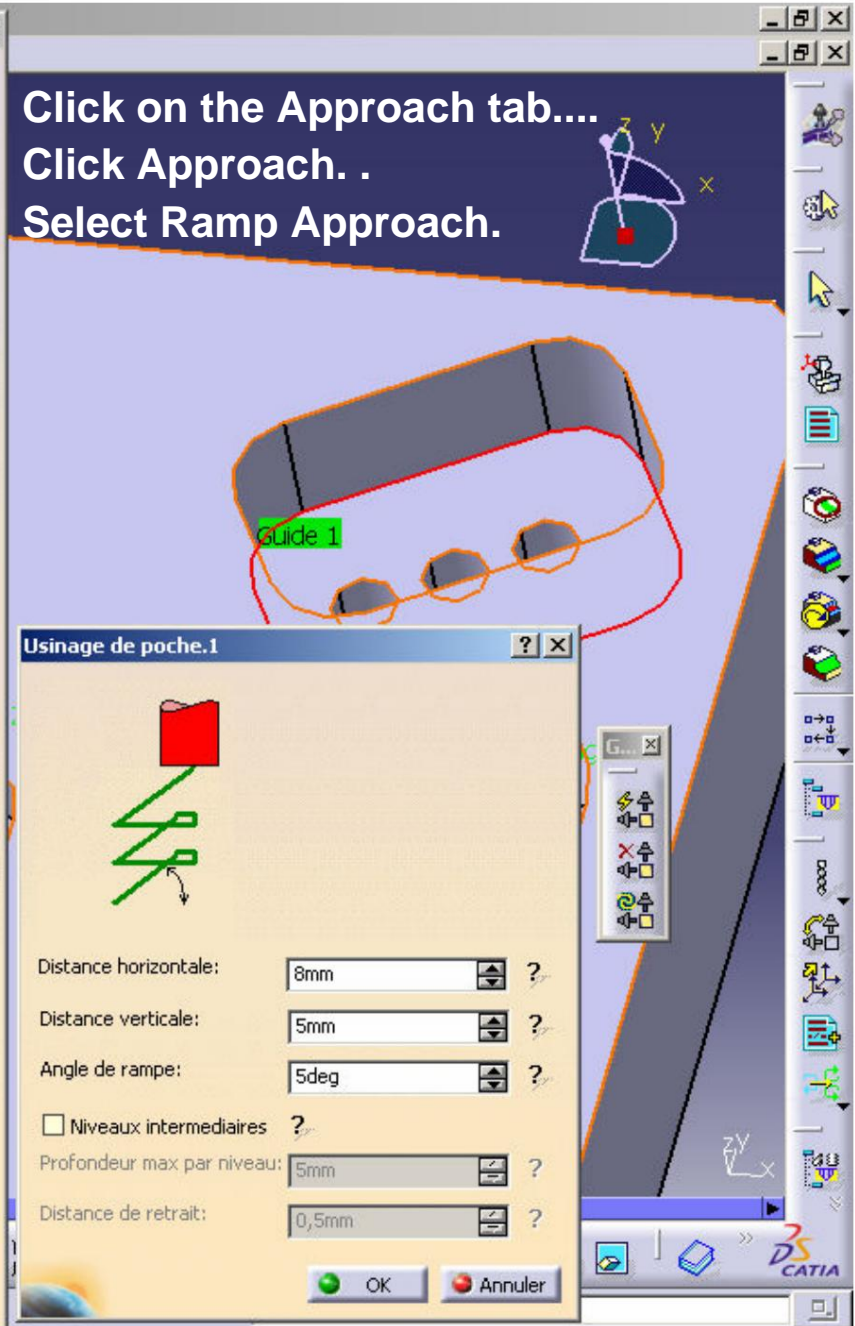 Click on the Approach tab....
Click Approach. .
Select Ramp Approach.
z
y
x
Guide 1
Usinage de poche.1
G...
Distance horizontale:
8mm
?
Distance verticale:
5mm
?
Angle de rampe:
5deg
?
Niveaux intermediaires ?
Profondeur max par niveau:
5mm
?
Distance de retrait:
0,5mm
?
OK
Annuler
z y
x
CATIA